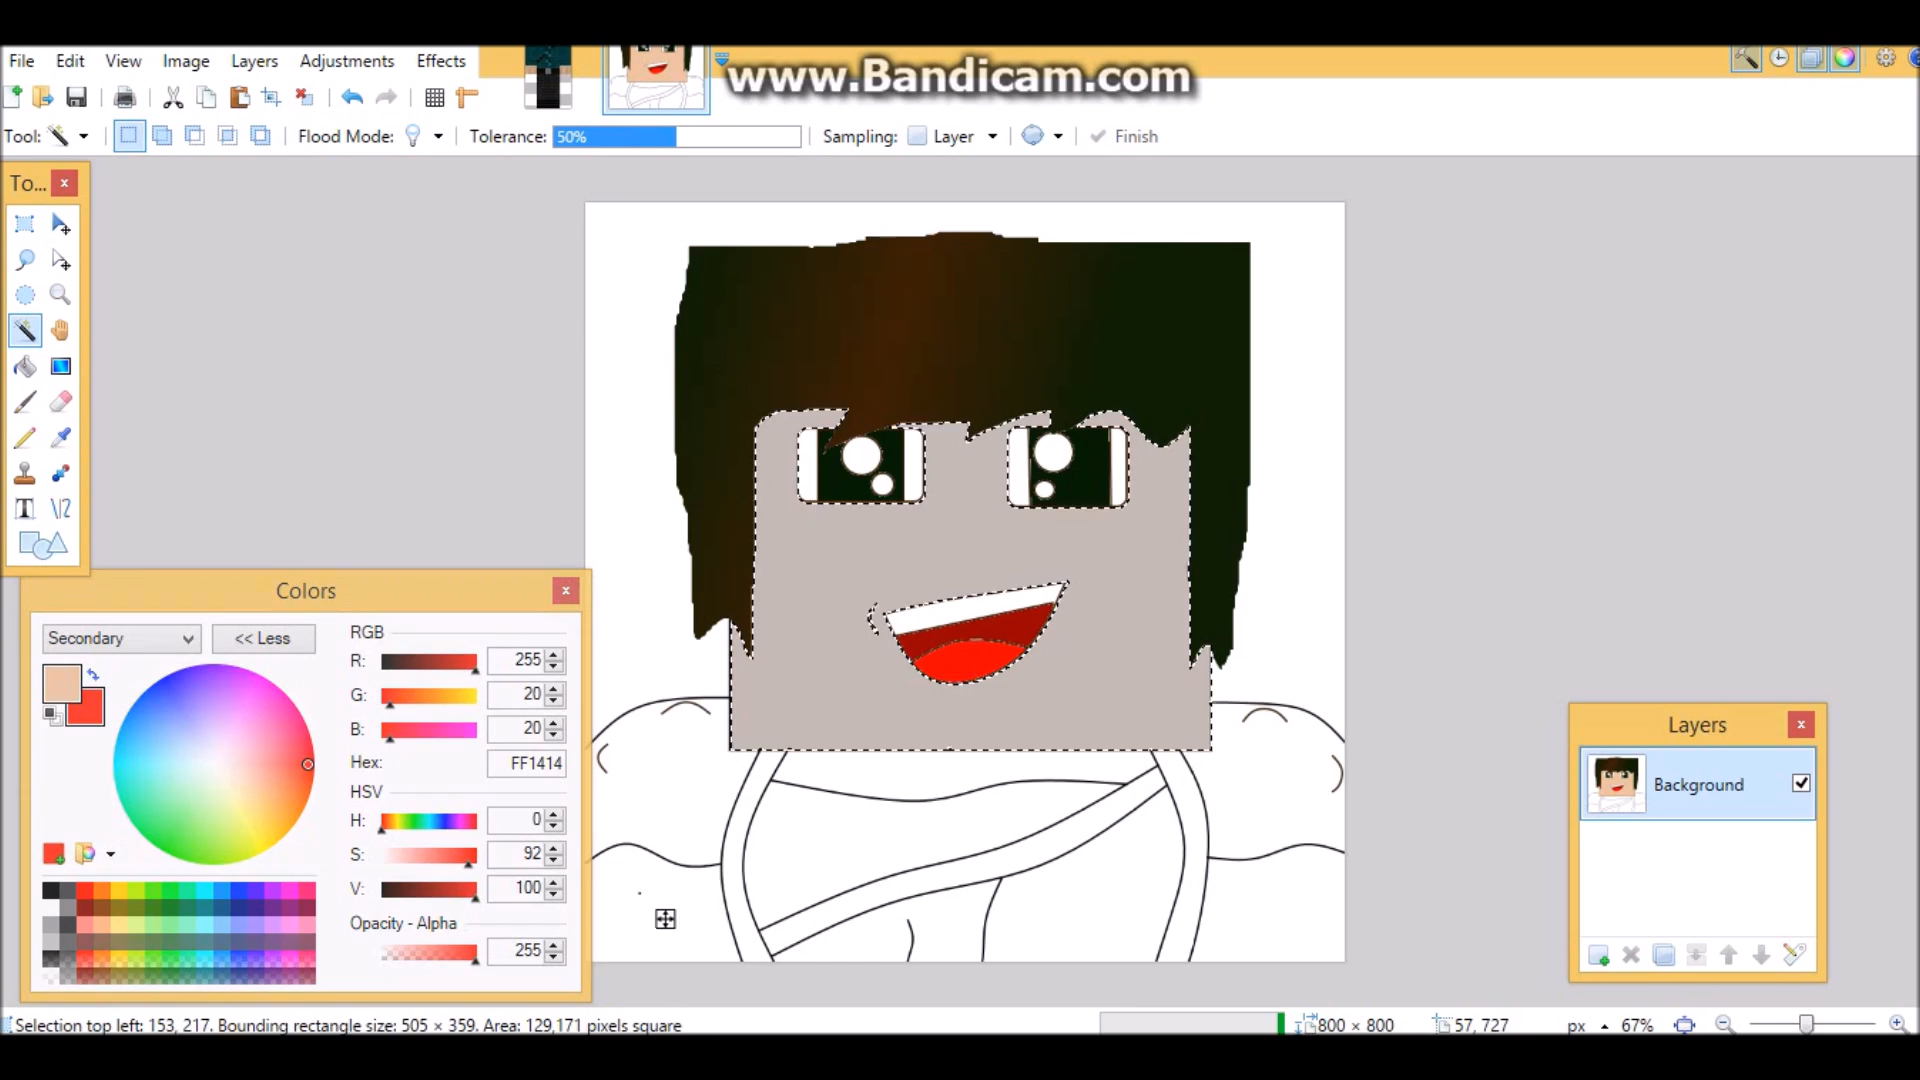 File Edit View Image Layers Adjustments Effects
www.Bandicam.com
Tool: Flood Mode: Tolerance: 50% Sampling: Layer Finish
To...
Colors
Secondary << Less
RGB
R: 255
G: 20
B: 20
Hex: FF1414
HSV
H: 0
S: 92
V: 100
Opacity - Alpha
255
Layers
Background
Selection top left: 153, 217. Bounding rectangle size: 505 × 359. Area: 129,171 pixels square
800 × 800 57, 727 px 67%